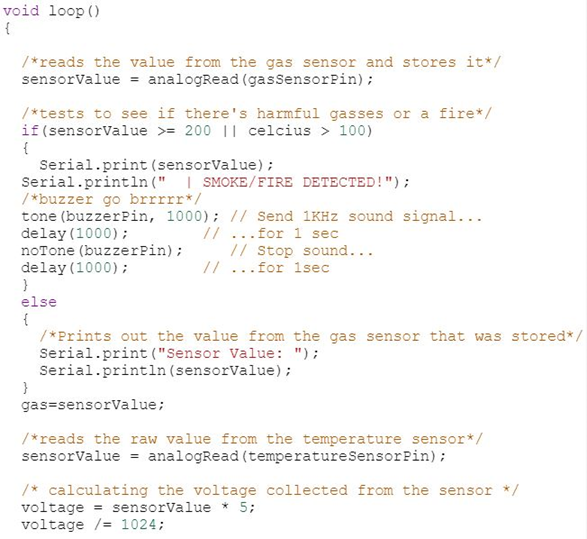 void loop()
{
/*reads the value from the gas sensor and stores it*/
sensorValue = analogRead(gasSensorPin);
/*tests to see if there's harmful gasses or a fire*/
if(sensorValue >= 200 || celcius > 100)
{
Serial.print(sensorValue);
Serial.println("  | SMOKE/FIRE DETECTED!");
/*buzzer go brrrrr*/
tone(buzzerPin, 1000); // Send 1KHz sound signal...
delay(1000);        // ...for 1 sec
noTone(buzzerPin);     // Stop sound...
delay(1000);        // ...for 1sec
}
else
{
/*Prints out the value from the gas sensor that was stored*/
Serial.print("Sensor Value: ");
Serial.println(sensorValue);
}
gas=sensorValue;
/*reads the raw value from the temperature sensor*/
sensorValue = analogRead(temperatureSensorPin);
/* calculating the voltage collected from the sensor */
voltage = sensorValue * 5;
voltage /= 1024;